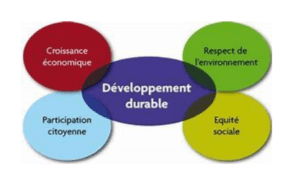 Croissance
économique
Respect de
l'environnement
Développement
durable
Participation
citoyenne
Equité
sociale